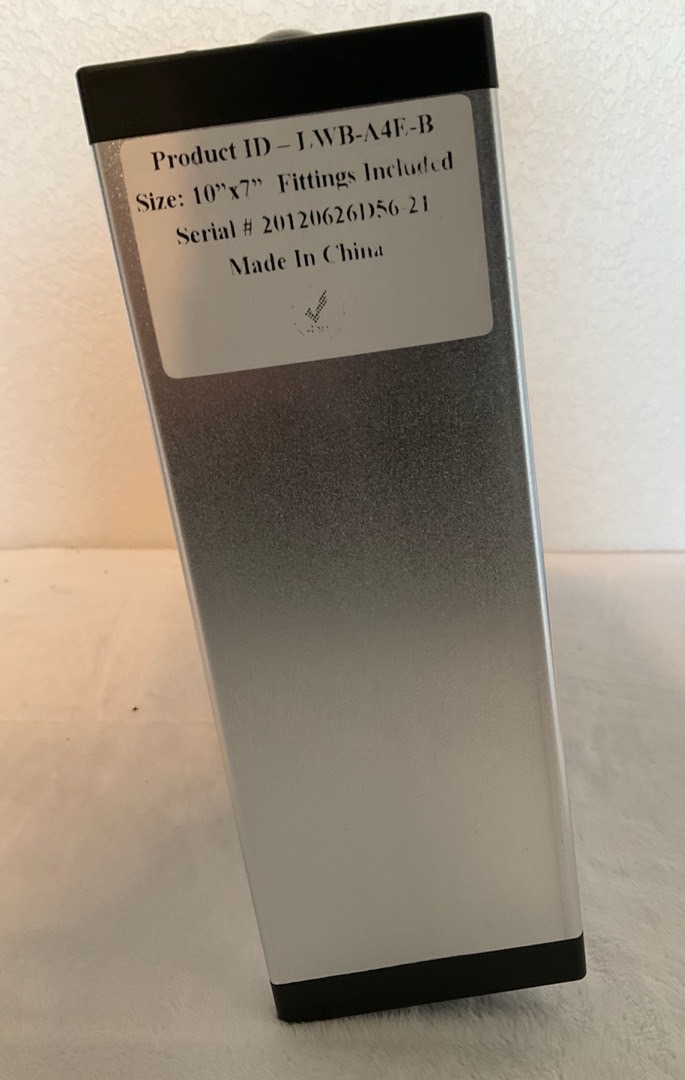 Product ID – LWB-A4E-B
Size: 10”x7” Fittings Included
Serial # 20120626D56-21
Made In China